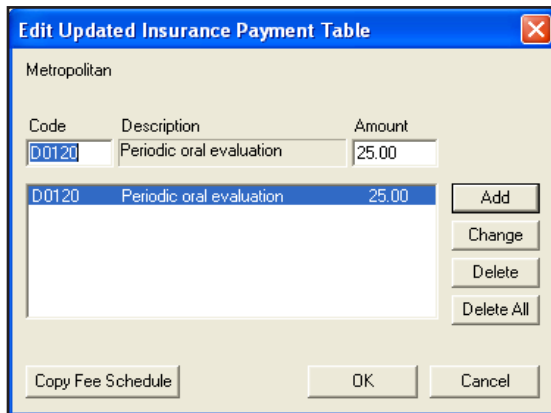 Edit Updated Insurance Payment Table
Metropolitan
Code Description Amount
D0120 Periodic oral evaluation 25.00
D0120 Periodic oral evaluation 25.00
Add
Change
Delete
Delete All
Copy Fee Schedule OK Cancel